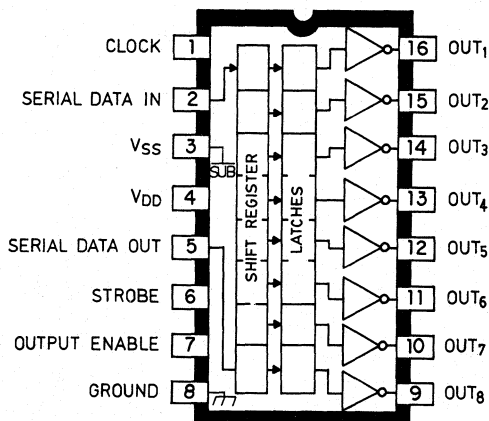 CLOCK 1
SERIAL DATA IN 2
VSS 3
SUB
VDD 4
SERIAL DATA OUT 5
STROBE 6
OUTPUT ENABLE 7
GROUND 8
SHIFT REGISTER
LATCHES
16 OUT1
15 OUT2
14 OUT3
13 OUT4
12 OUT5
11 OUT6
10 OUT7
9 OUT8